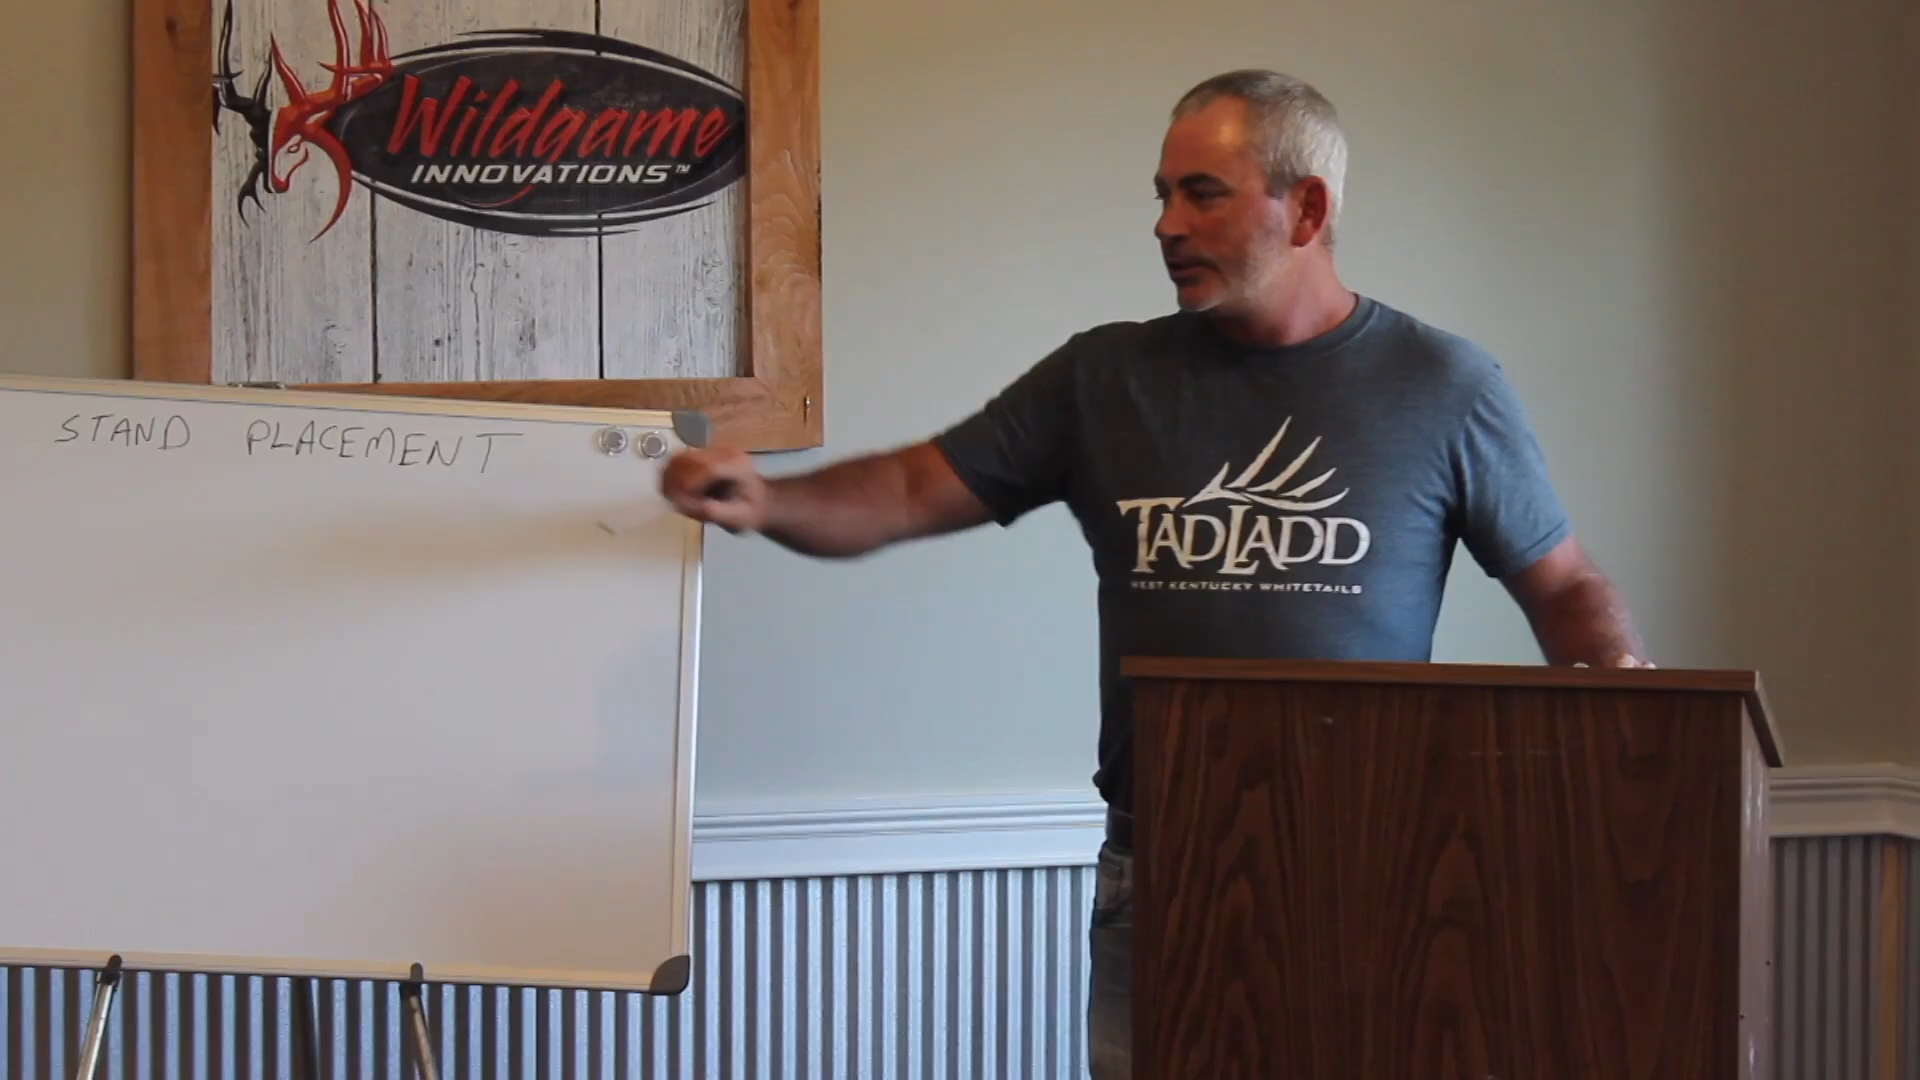 Wildgame
INNOVATIONS™
STAND PLACEMENT
TADLADD
WEST KENTUCKY WHITETAILS